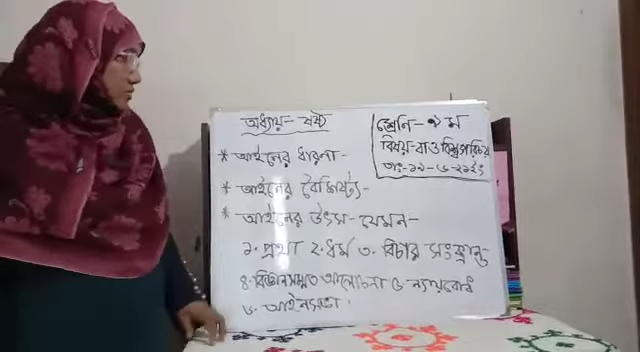 অধ্যায়- ষষ্ঠ
শ্রেণি- ৯ম
বিষয়-বা ও বিশ্বপরিচয়
* আইনের ধারনা-
* আইনের বৈশিষ্ট্য-
* আইনের উৎস- যেমন-
১. প্রথা ২. ধর্ম ৩. বিচার সংক্রান্ত-
৪. বিজ্ঞানসম্মত আলোচনা ৫ ন্যায়বোধ
৬. আইনসভা।